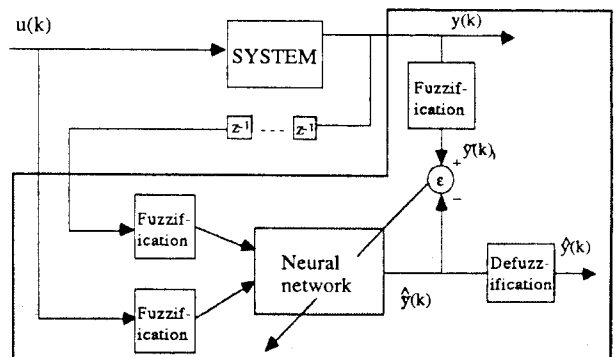 u(k)
y(k)
SYSTEM
Fuzzif-
ication
z⁻¹ - - - z⁻¹
ỹ(k)
+
ε
−
Fuzzif-
ication
Neural
network
ŷ(k)
Defuzz-
ification
ŷ(k)
Fuzzif-
ication